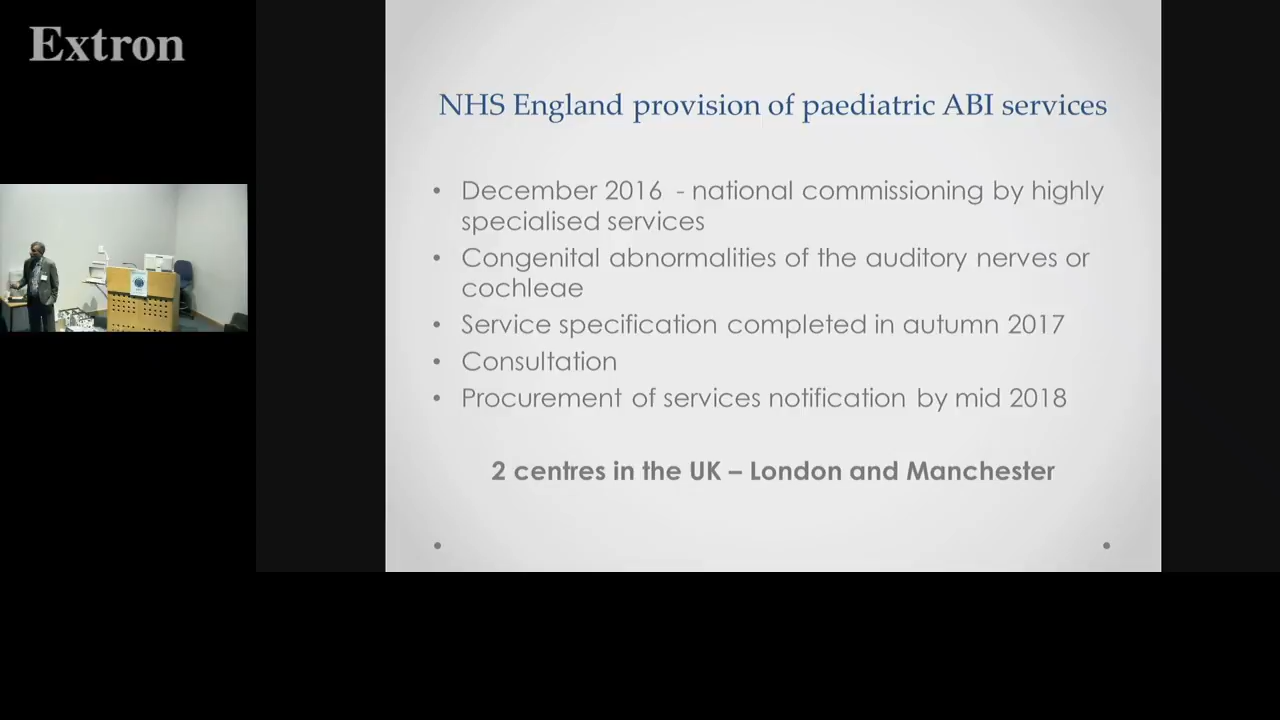 Extron
NHS England provision of paediatric ABI services
• December 2016 - national commissioning by highly
specialised services
• Congenital abnormalities of the auditory nerves or
cochleae
• Service specification completed in autumn 2017
• Consultation
• Procurement of services notification by mid 2018
2 centres in the UK – London and Manchester